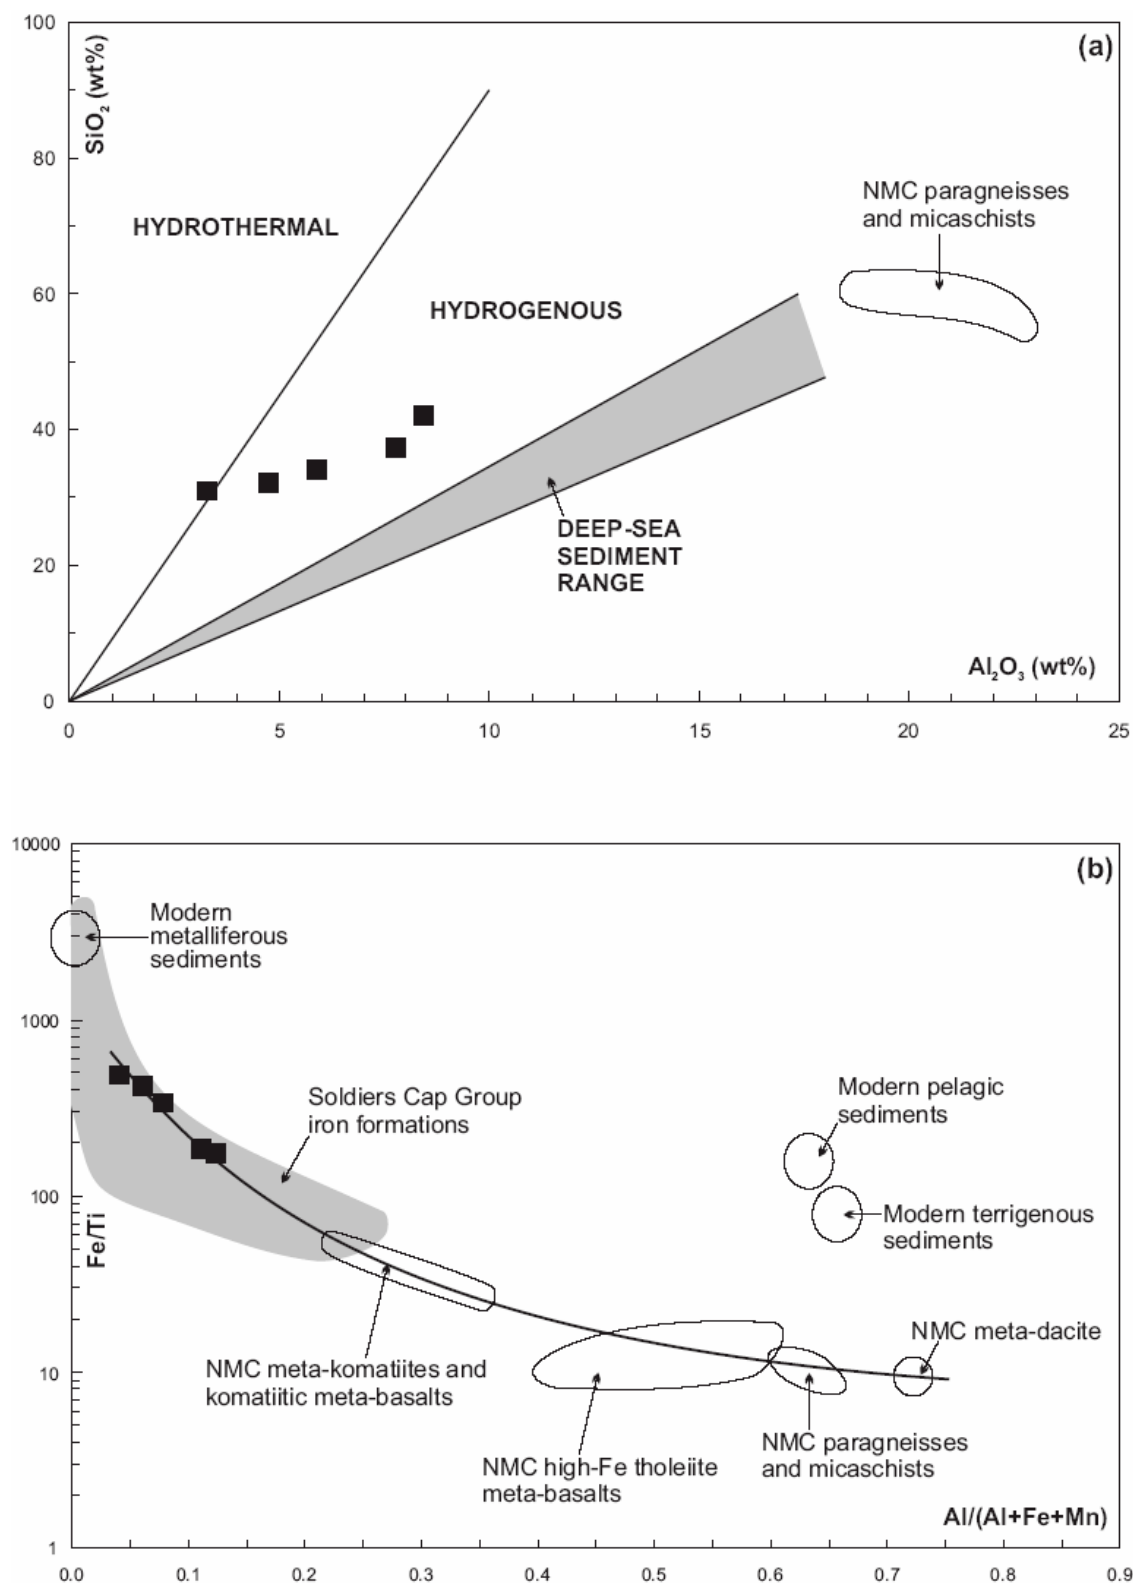 100
SiO₂ (wt%)
(a)
80
NMC paragneisses
and micaschists
HYDROTHERMAL
60
HYDROGENOUS
40
DEEP-SEA
SEDIMENT
RANGE
20
Al₂O₃ (wt%)
0
0 5 10 15 20 25
10000
(b)
Modern
metalliferous
sediments
1000
Soldiers Cap Group
iron formations
Modern pelagic
sediments
100
Fe/Ti
Modern terrigenous
sediments
NMC meta-dacite
10
NMC meta-komatiites and
komatiitic meta-basalts
NMC high-Fe tholeiite
meta-basalts
NMC paragneisses
and micaschists
Al/(Al+Fe+Mn)
1
0.0 0.1 0.2 0.3 0.4 0.5 0.6 0.7 0.8 0.9